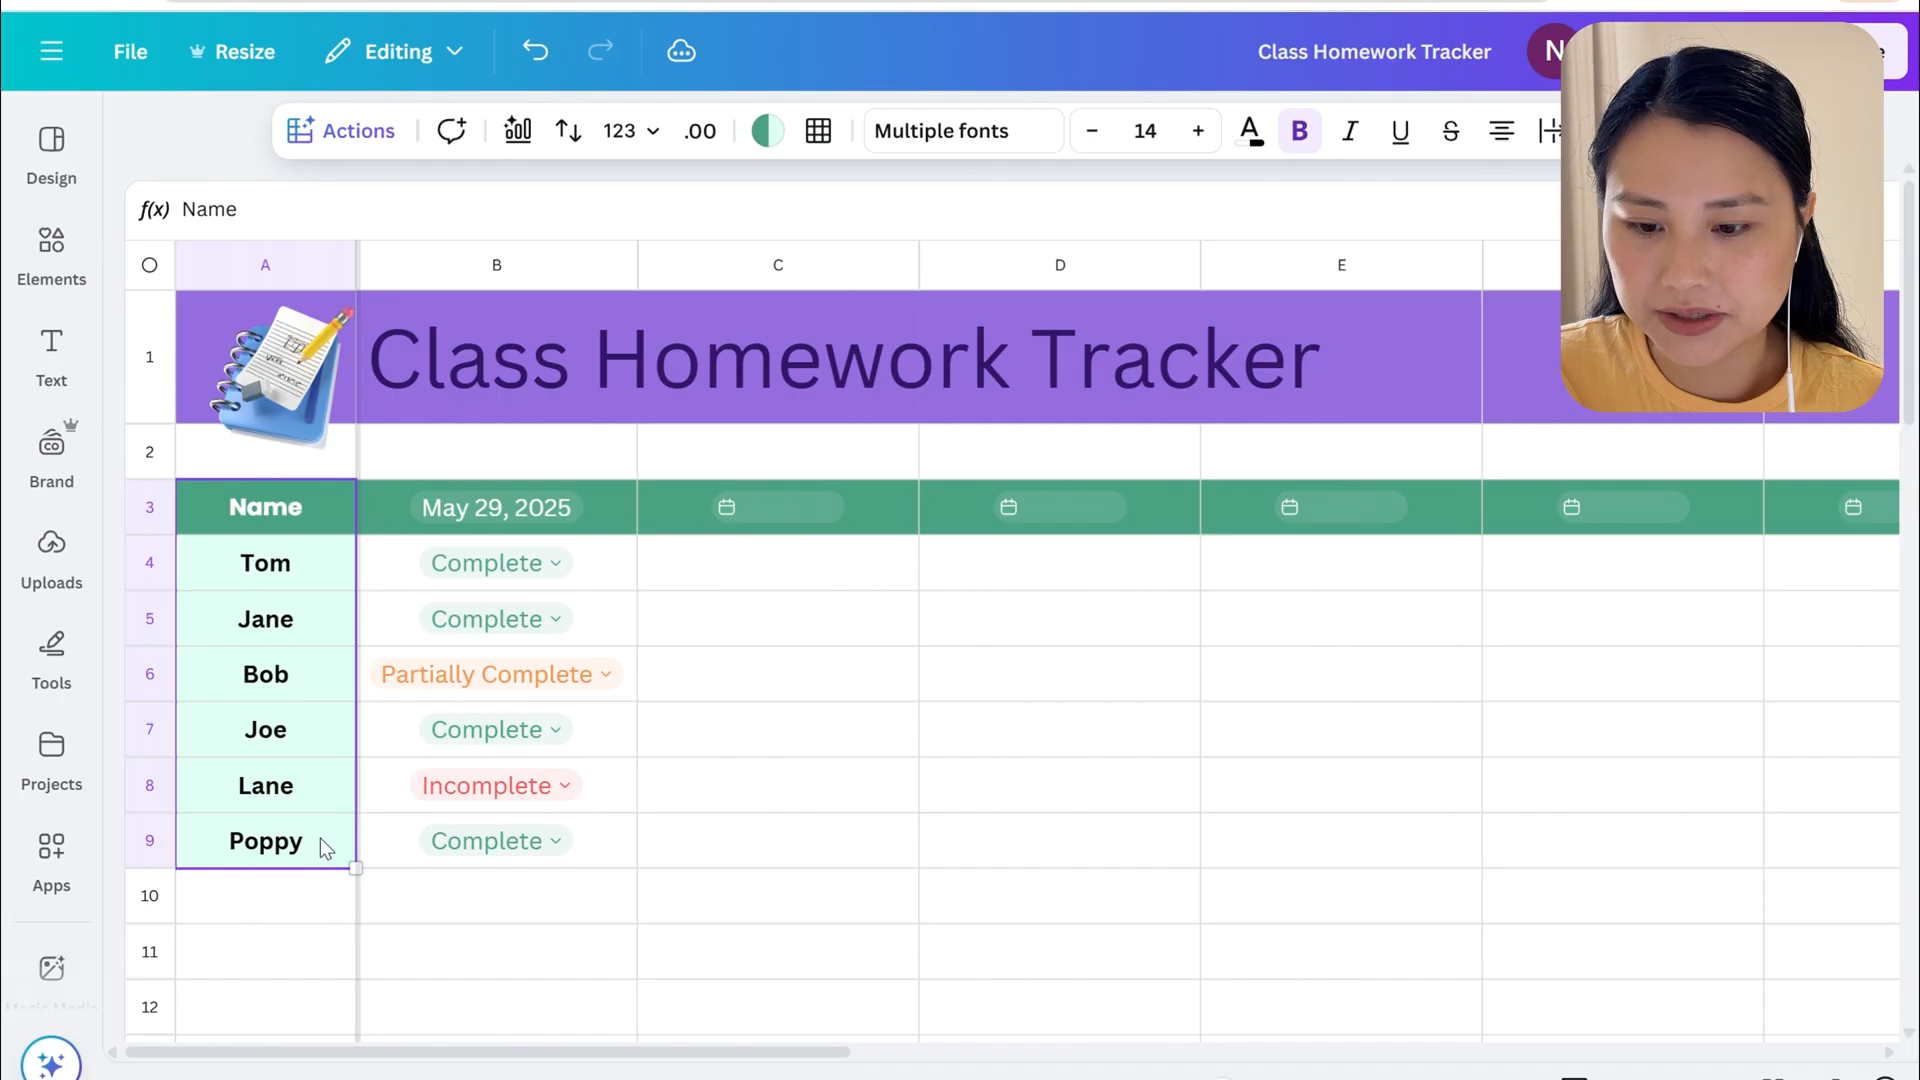 File Resize Editing Class Homework Tracker N
Actions 123 .00 Multiple fonts − 14 + A B I U S
Design
Elements
Text
Brand
Uploads
Tools
Projects
Apps
f(x) Name
A B C D E
1 Class Homework Tracker
2
3 Name May 29, 2025
4 Tom Complete
5 Jane Complete
6 Bob Partially Complete
7 Joe Complete
8 Lane Incomplete
9 Poppy Complete
10
11
12